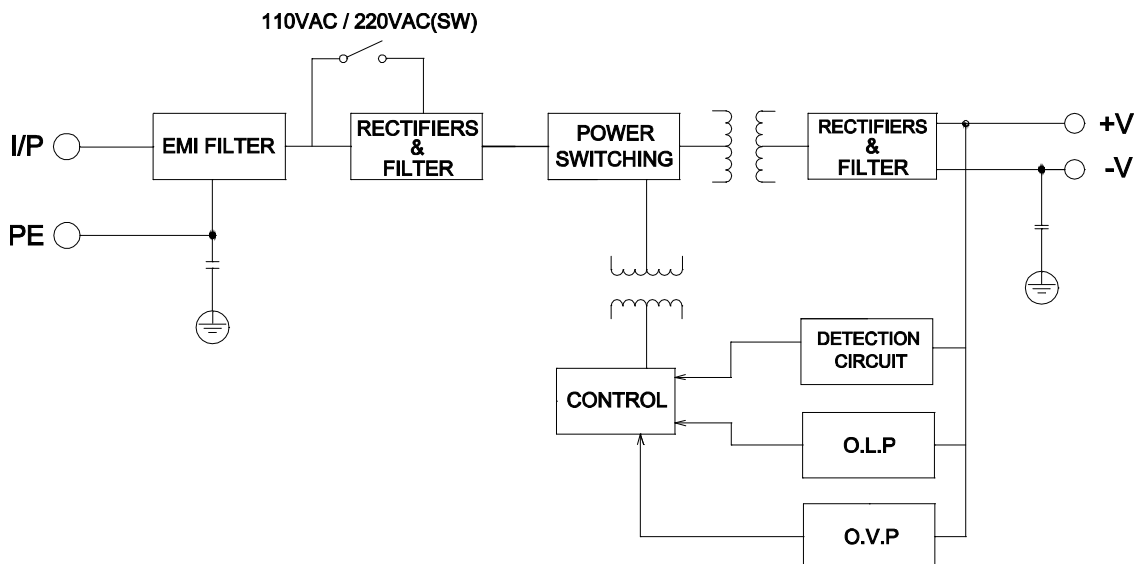 110VAC / 220VAC(SW)
I/P
EMI FILTER
RECTIFIERS
&
FILTER
POWER
SWITCHING
RECTIFIERS
&
FILTER
+V
-V
PE
DETECTION
CIRCUIT
CONTROL
O.L.P
O.V.P